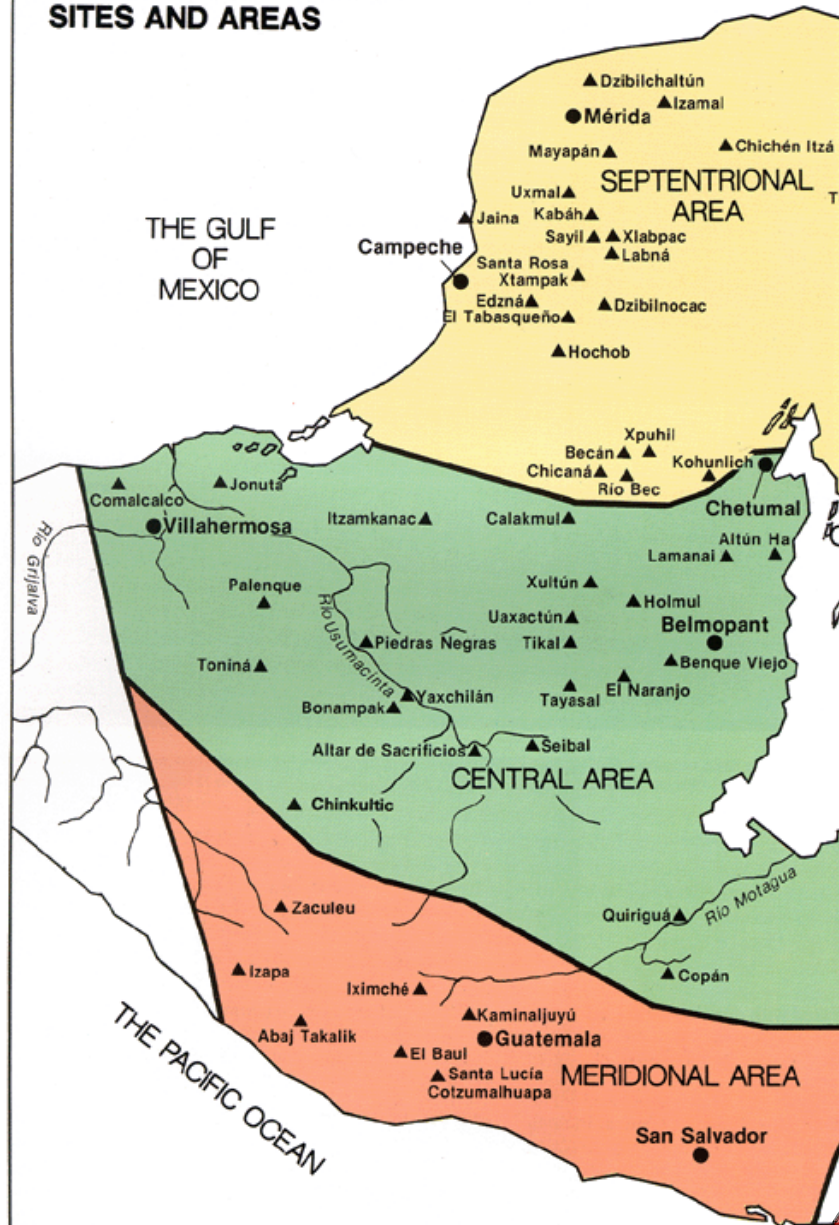 SITES AND AREAS
Dzibilchaltún
Izamal
Mérida
Mayapán
Chichén Itzá
SEPTENTRIONAL
AREA
T
Uxmal
Jaina
Kabáh
Sayil
Xlabpac
Labná
THE GULF
OF
MEXICO
Campeche
Santa Rosa
Xtampak
Edzná
Dzibilnocac
El Tabasqueño
Hochob
Xpuhil
Becán
Chicaná
Río Bec
Kohunlich
Chetumal
Comalcalco
Jonuta
Villahermosa
Itzamkanac
Calakmul
Altún Ha
Lamanai
Río Grijalva
Palenque
Xultún
Holmul
Río Usumacinta
Uaxactún
Belmopant
Piedras Negras
Tikal
Toniná
Benque Viejo
Yaxchilán
Tayasal
El Naranjo
Bonampak
Altar de Sacrificios
Seibal
CENTRAL AREA
Chinkultic
Zaculeu
Quiriguá
Río Motagua
Izapa
Iximché
Copán
Abaj Takalik
Kaminaljuyú
Guatemala
El Baul
Santa Lucía
Cotzumalhuapa
MERIDIONAL AREA
THE PACIFIC OCEAN
San Salvador